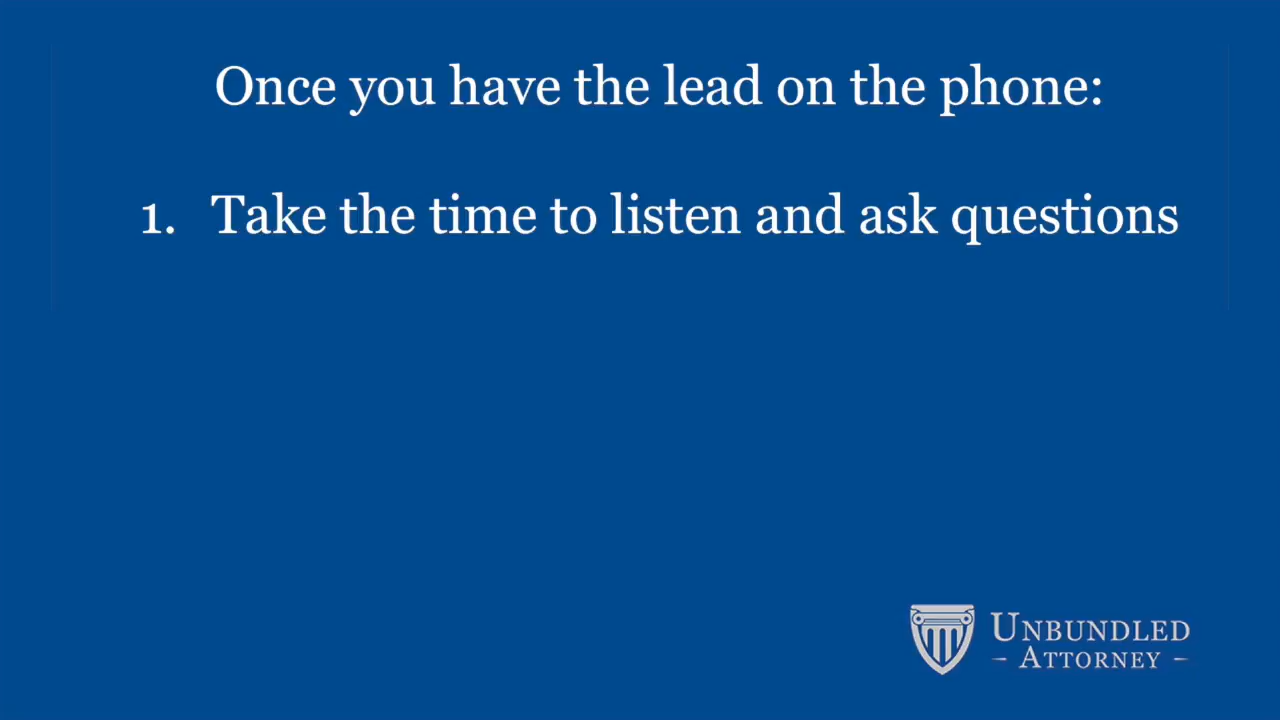 Once you have the lead on the phone:
1. Take the time to listen and ask questions
UNBUNDLED
- ATTORNEY -